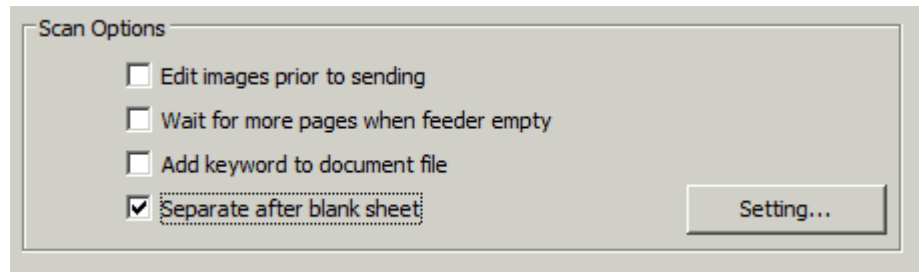 Scan Options
Edit images prior to sending
Wait for more pages when feeder empty
Add keyword to document file
Separate after blank sheet
Setting...